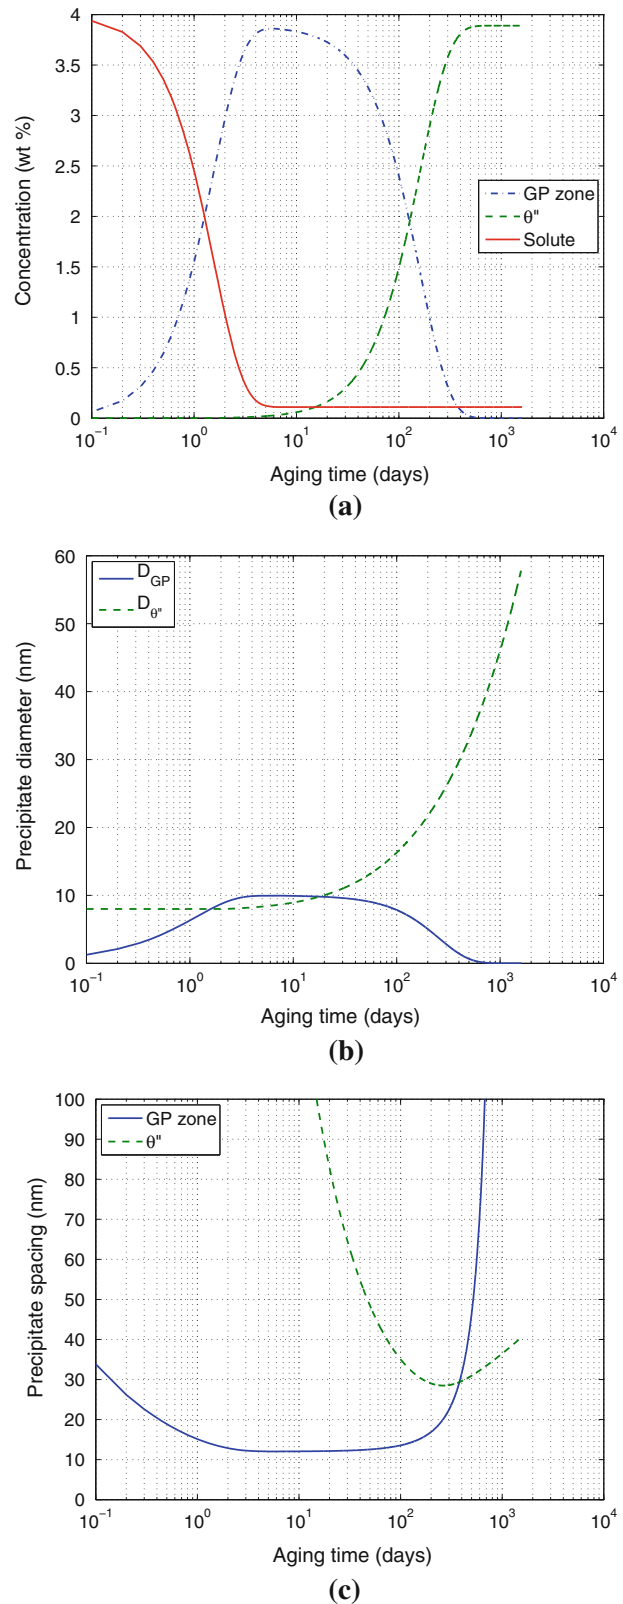 4
3.5
3
2.5
2
1.5
1
0.5
0
Concentration (wt %)
GP zone
θ"
Solute
10⁻¹ 10⁰ 10¹ 10² 10³ 10⁴
Aging time (days)
(a)
60
50
40
30
20
10
0
Precipitate diameter (nm)
D_GP
D_θ"
10⁻¹ 10⁰ 10¹ 10² 10³ 10⁴
Aging time (days)
(b)
100
90
80
70
60
50
40
30
20
10
0
Precipitate spacing (nm)
GP zone
θ"
10⁻¹ 10⁰ 10¹ 10² 10³ 10⁴
Aging time (days)
(c)